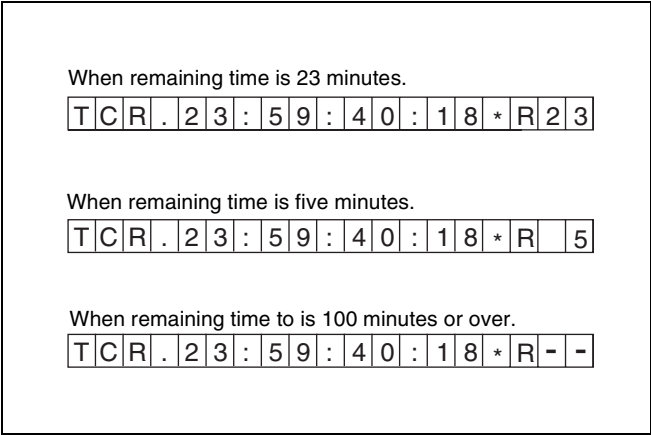 When remaining time is 23 minutes.
TCR.23:59:40:18*R23
When remaining time is five minutes.
TCR.23:59:40:18*R 5
When remaining time to is 100 minutes or over.
TCR.23:59:40:18*R--